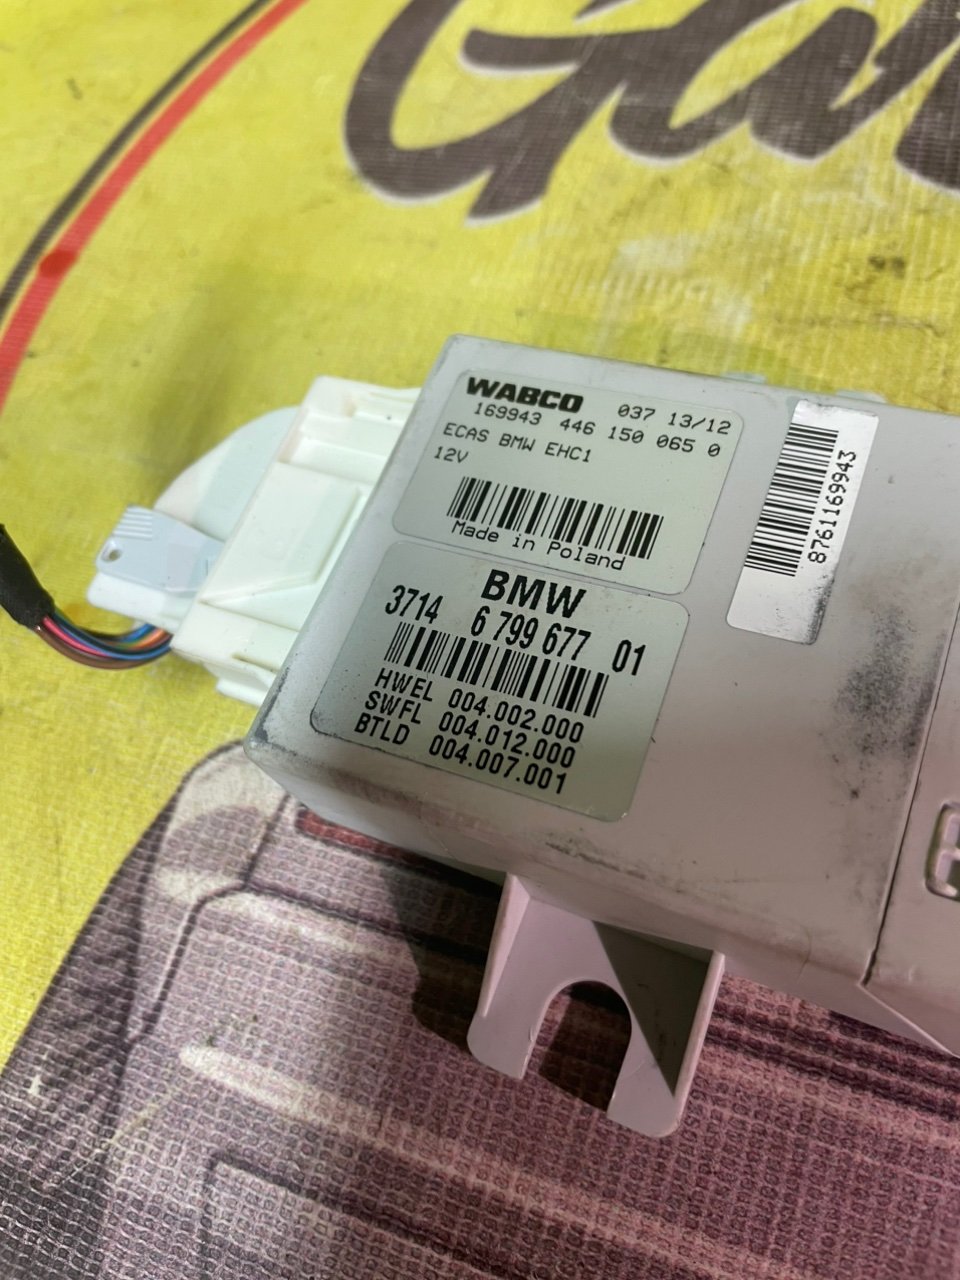 WABCO 037 13/12
169943 446 150 065 0
ECAS BMW EHC1
12V
Made in Poland
BMW
3714 6 799 677 01
HWEL 004.002.000
SWFL 004.012.000
BTLD 004.007.001
8761169943